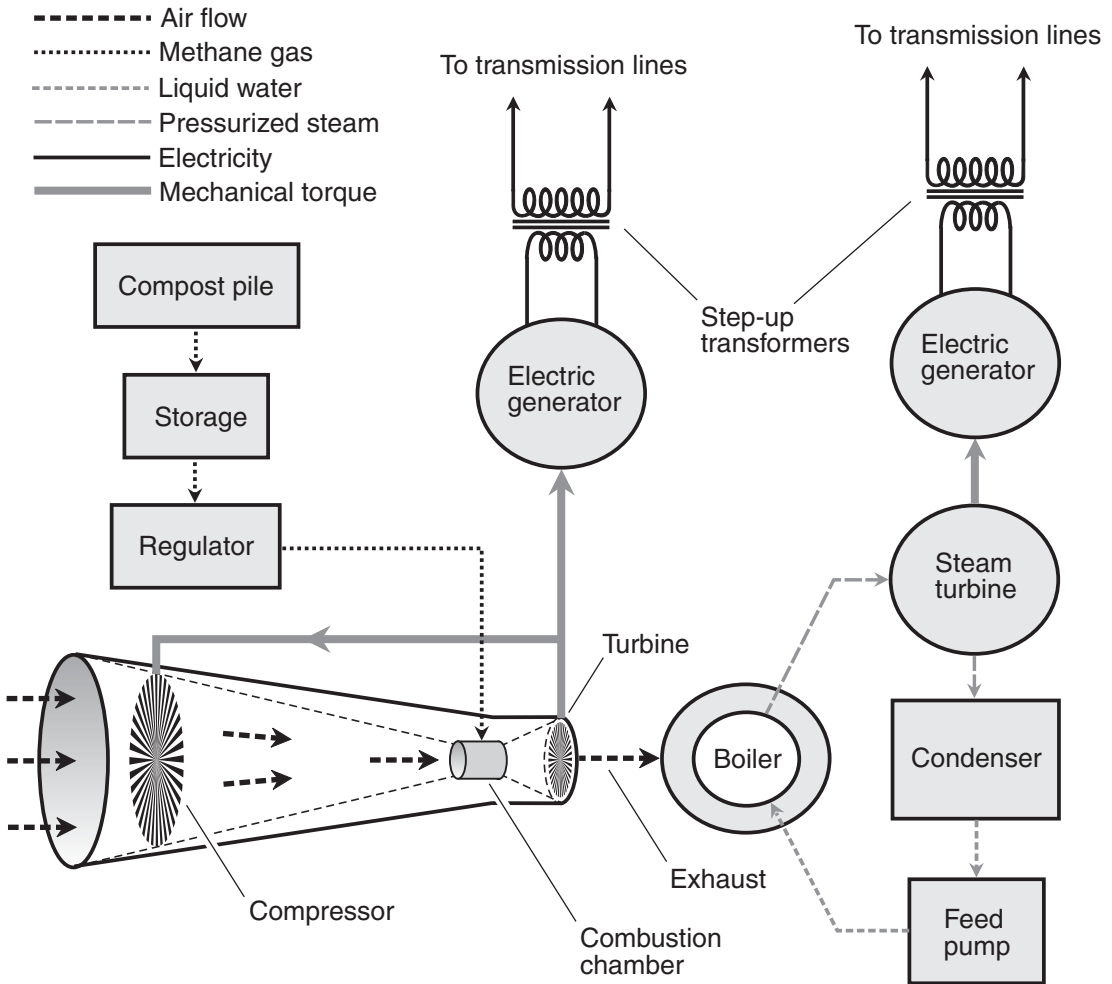 Air flow
Methane gas
Liquid water
Pressurized steam
Electricity
Mechanical torque
To transmission lines
To transmission lines
Compost pile
Storage
Regulator
Step-up
transformers
Electric
generator
Electric
generator
Steam
turbine
Turbine
Boiler
Condenser
Exhaust
Compressor
Combustion
chamber
Feed
pump